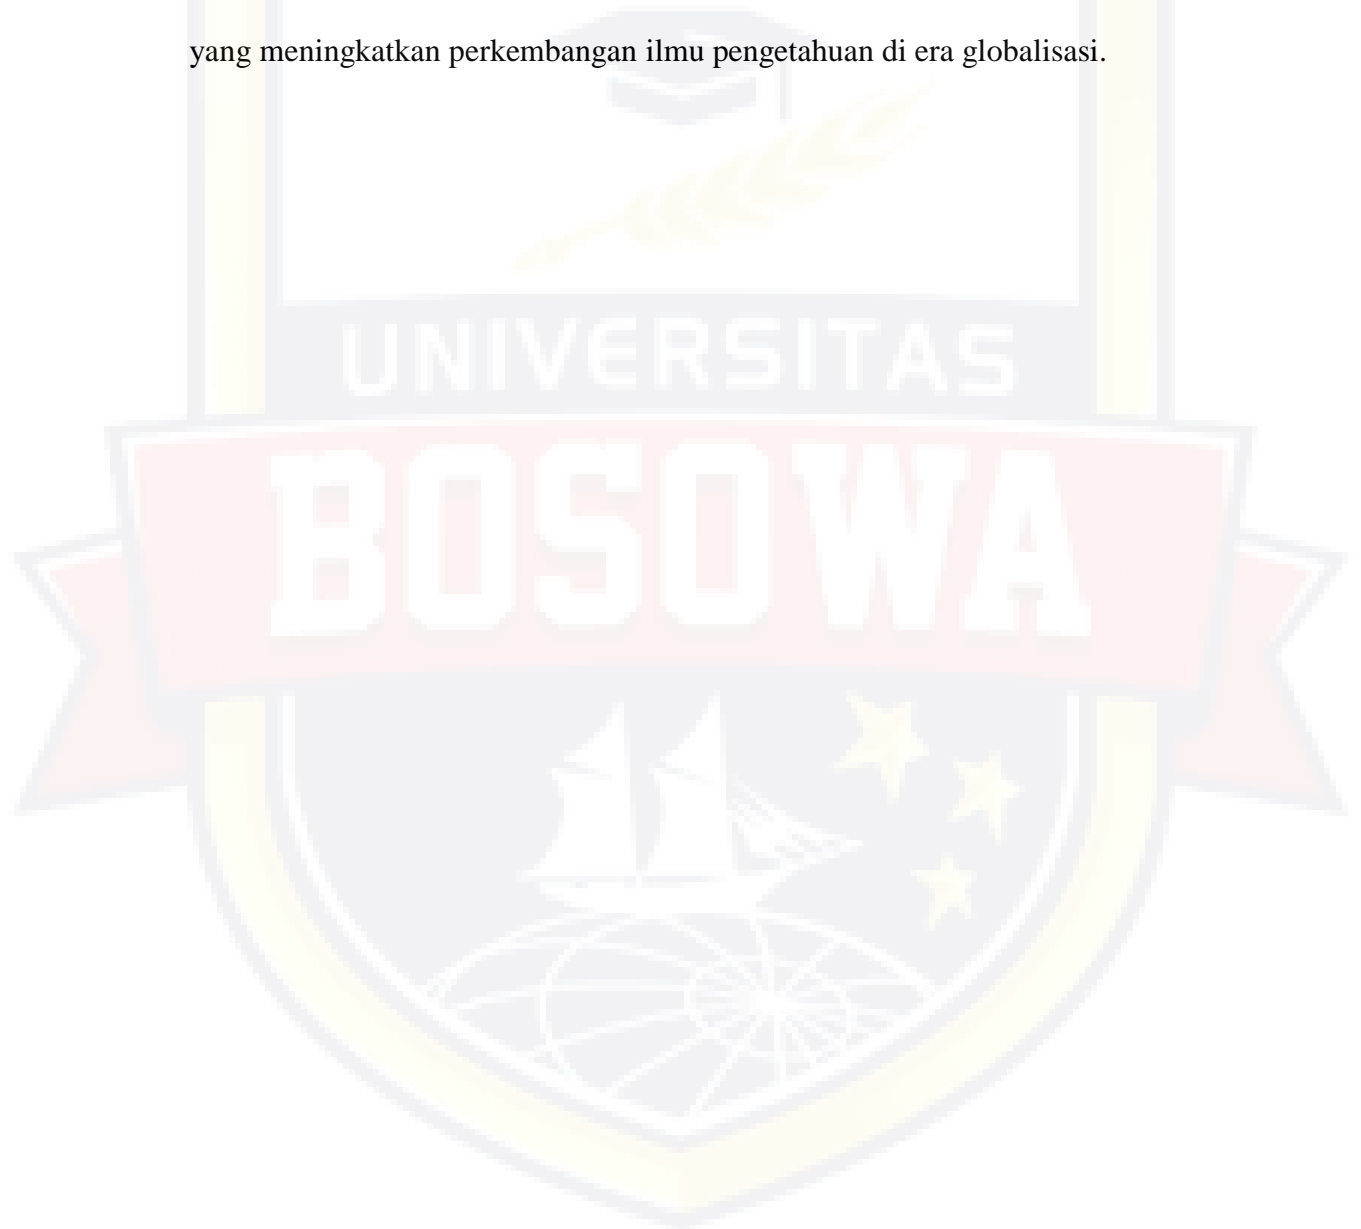 yang meningkatkan perkembangan ilmu pengetahuan di era globalisasi.
UNIVERSITAS
BOSOWA